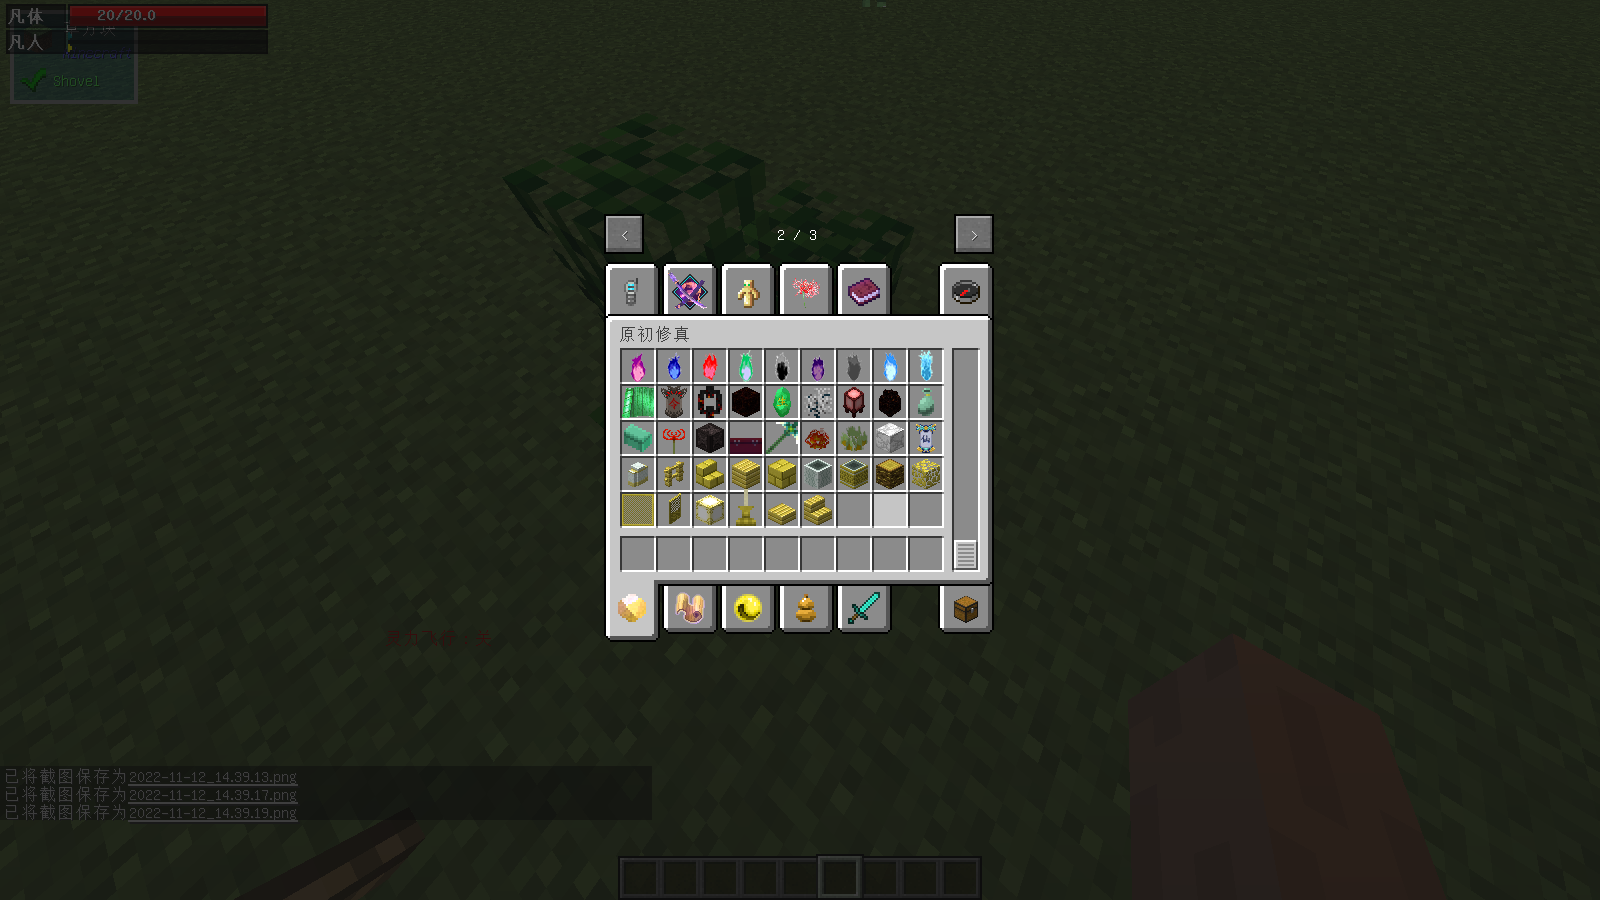 凡体 20/20.0
凡人
Minecraft
Shovel
< 2 / 3 >
原初修真
已将截图保存为2022-11-12_14.39.13.png
已将截图保存为2022-11-12_14.39.17.png
已将截图保存为2022-11-12_14.39.19.png